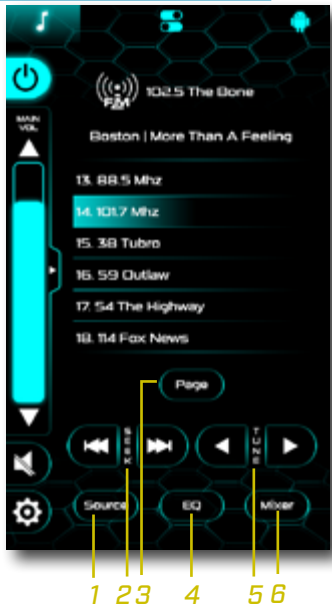 FM 102.5 The Bone
MAIN
VOL
Boston | More Than A Feeling
13. 88.5 Mhz
14. 101.7 Mhz
15. 38 Tubro
16. 59 Outlaw
17. 54 The Highway
18. 114 Fox News
Page
SEEK
TUNE
Source
EQ
Mixer
1 2 3 4 5 6